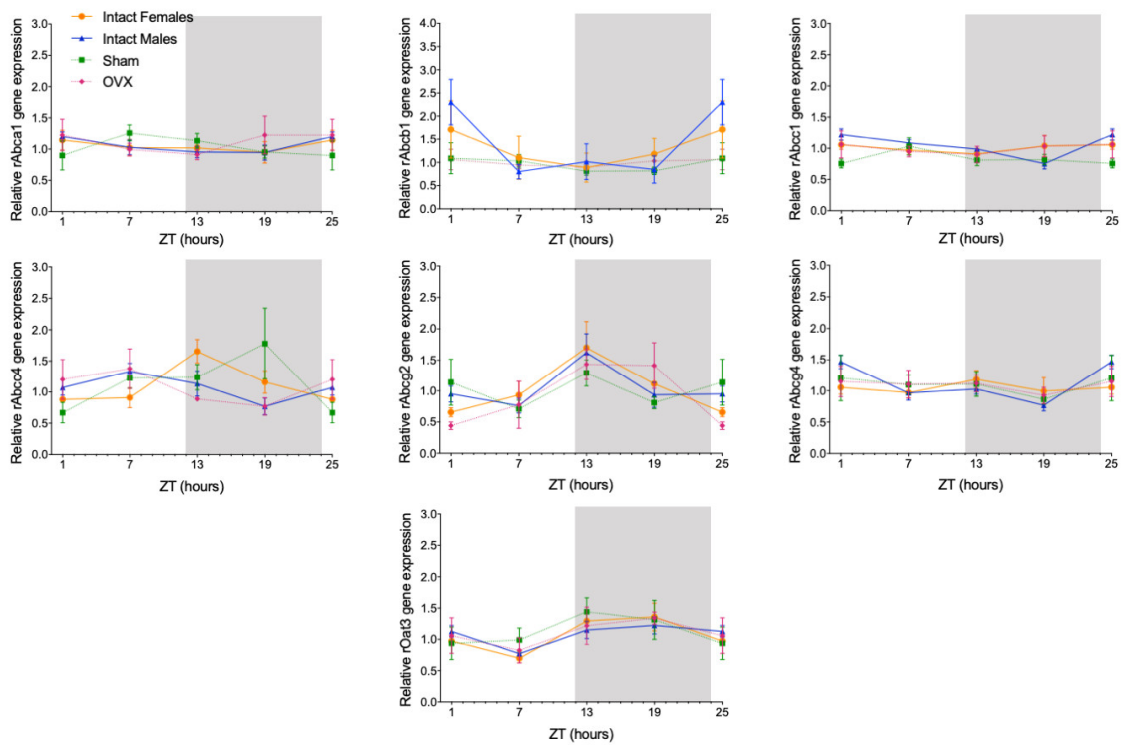 Intact Females
Intact Males
Sham
OVX
Relative rAbca1 gene expression
3.0
2.5
2.0
1.5
1.0
0.5
0.0
1 7 13 19 25
ZT (hours)
Relative rAbcb1 gene expression
4.0
3.5
3.0
2.5
2.0
1.5
1.0
0.5
0.0
1 7 13 19 25
ZT (hours)
Relative rAbcc1 gene expression
3.0
2.5
2.0
1.5
1.0
0.5
0.0
1 7 13 19 25
ZT (hours)
Relative rAbcc4 gene expression
3.0
2.5
2.0
1.5
1.0
0.5
0.0
1 7 13 19 25
ZT (hours)
Relative rAbcg2 gene expression
3.0
2.5
2.0
1.5
1.0
0.5
0.0
1 7 13 19 25
ZT (hours)
Relative rAbcg4 gene expression
3.0
2.5
2.0
1.5
1.0
0.5
0.0
1 7 13 19 25
ZT (hours)
Relative rOat3 gene expression
3.0
2.5
2.0
1.5
1.0
0.5
0.0
1 7 13 19 25
ZT (hours)